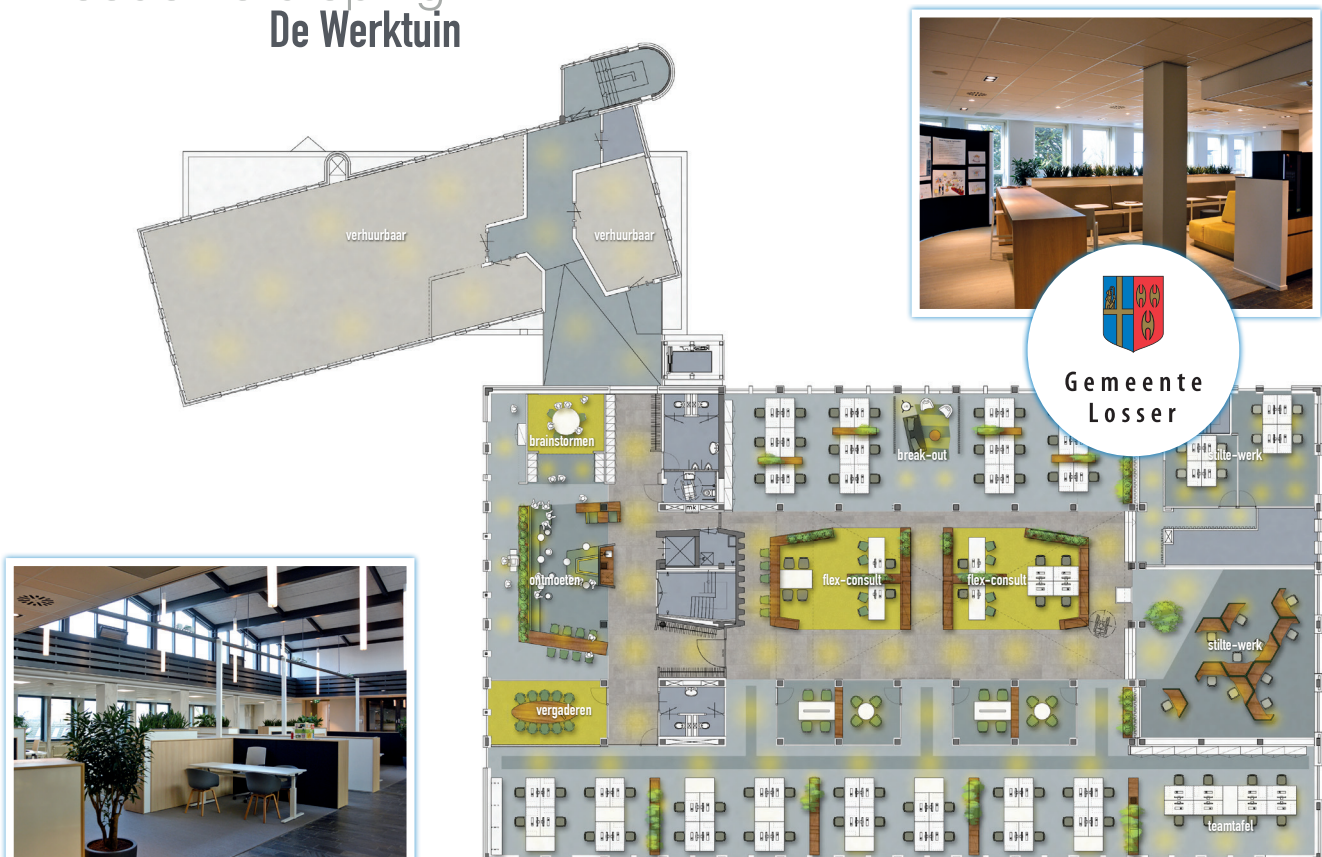 De Werktuin
verhuurbaar
verhuurbaar
Gemeente
Losser
brainstormen
break-out
stilte-werk
mk
ontmoeten
flex-consult
flex-consult
stilte-werk
vergaderen
teamtafel